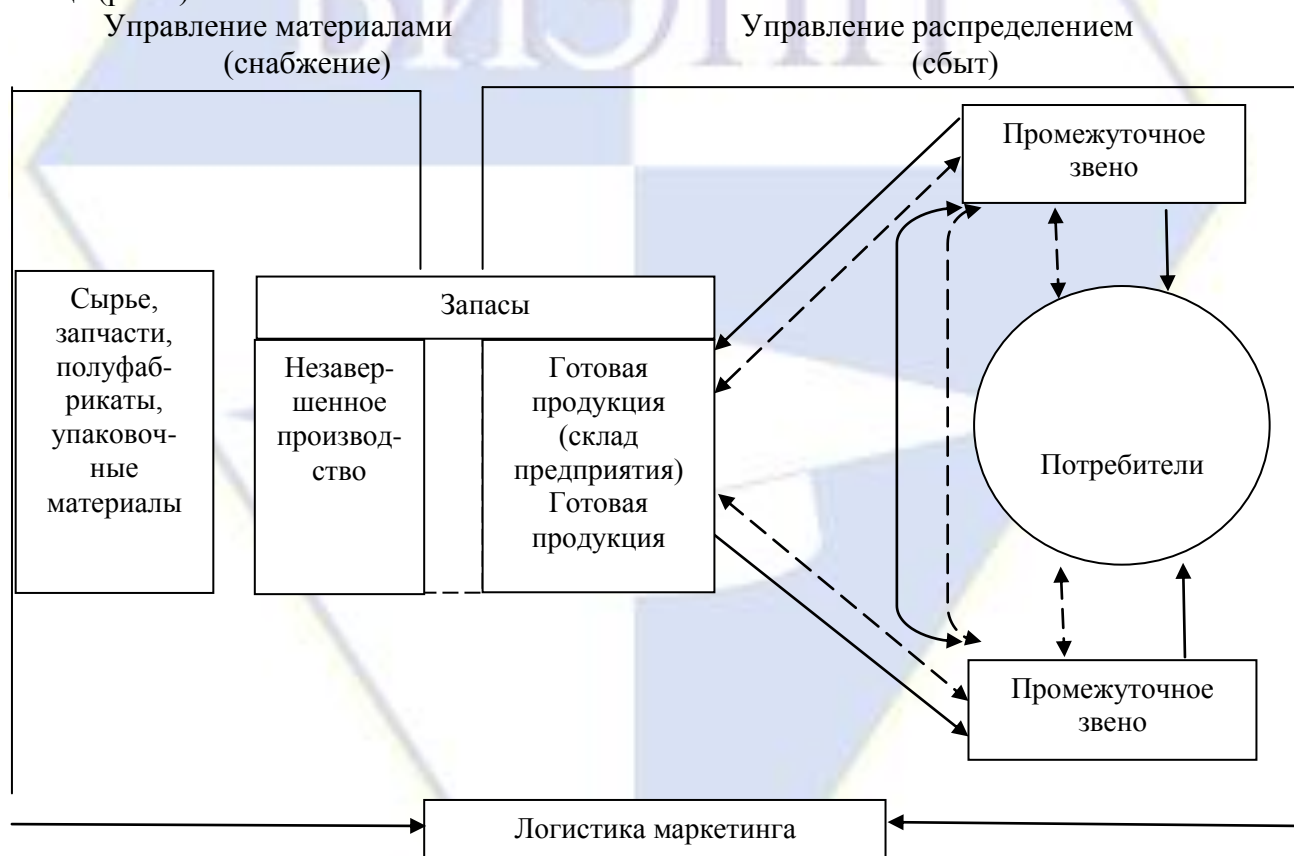 Управление материалами
(снабжение)
Управление распределением
(сбыт)
Промежуточное
звено
Сырье,
запчасти,
полуфаб-
рикаты,
упаковоч-
ные
материалы
Запасы
Незавер-
шенное
производ-
ство
Готовая
продукция
(склад
предприятия)
Готовая
продукция
Потребители
Промежуточное
звено
Логистика маркетинга